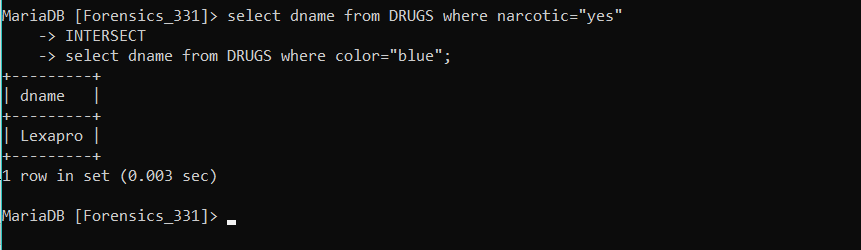 MariaDB [Forensics_331]> select dname from DRUGS where narcotic="yes"
    -> INTERSECT
    -> select dname from DRUGS where color="blue";
+---------+
| dname   |
+---------+
| Lexapro |
+---------+
1 row in set (0.003 sec)

MariaDB [Forensics_331]>